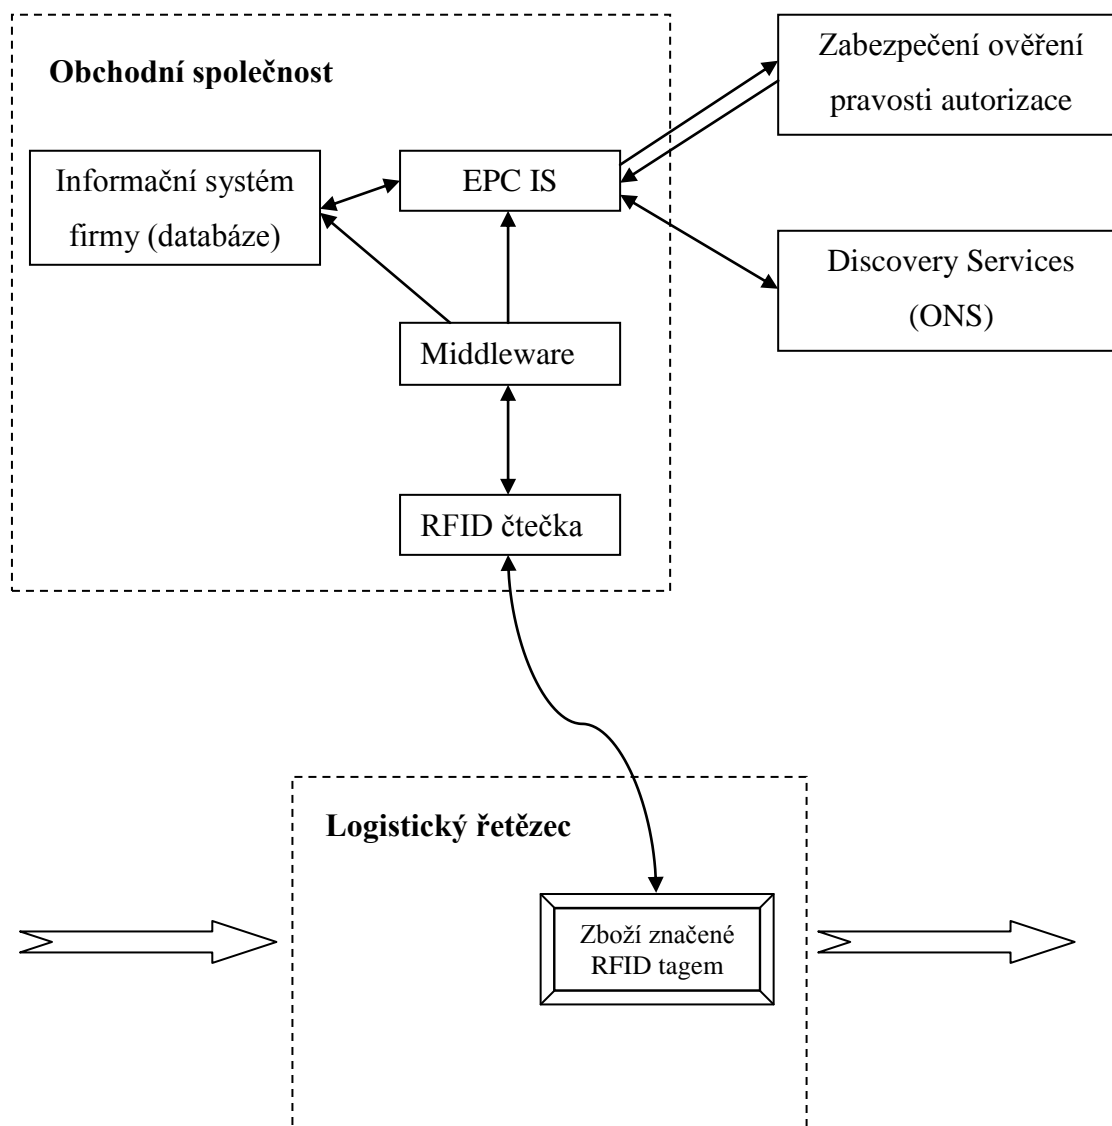 Obchodní společnost
Zabezpečení ověření
pravosti autorizace
Informační systém
firmy (databáze)
EPC IS
Discovery Services
(ONS)
Middleware
RFID čtečka
Logistický řetězec
Zboží značené
RFID tagem